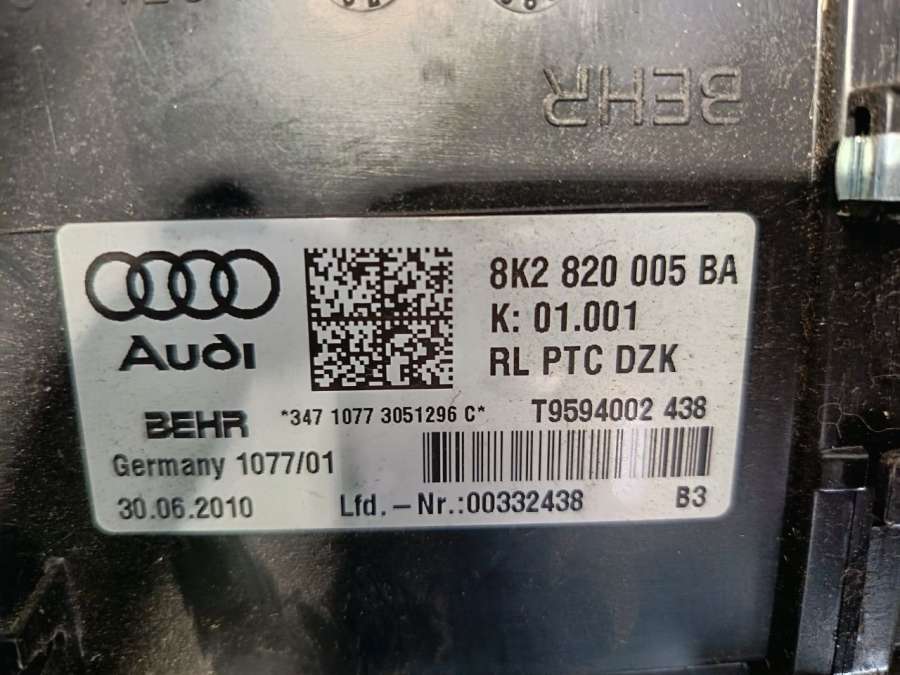 BEHR
8K2 820 005 BA
K: 01.001
RL PTC DZK
Audi
BEHR
*347 1077 3051296 C*
T9594002 438
Germany 1077/01
30.06.2010
Lfd.-Nr.:00332438
B3